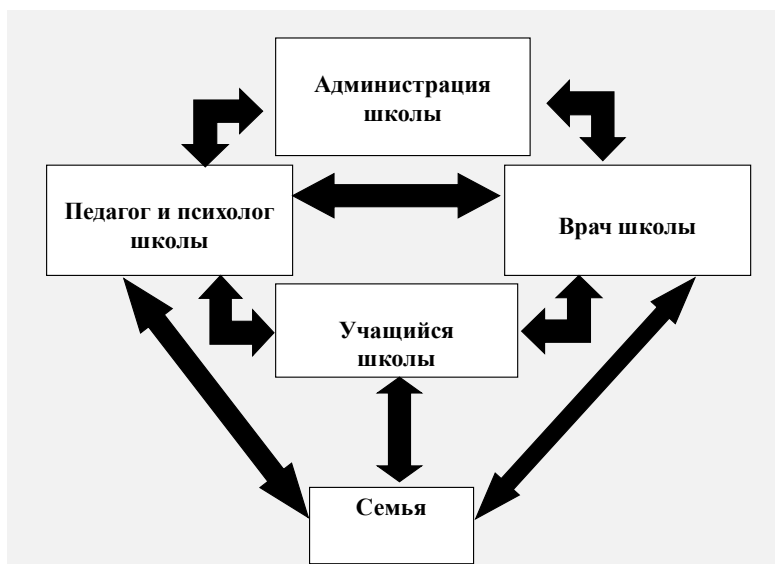 Администрация
школы
Педагог и психолог
школы
Врач школы
Учащийся
школы
Семья